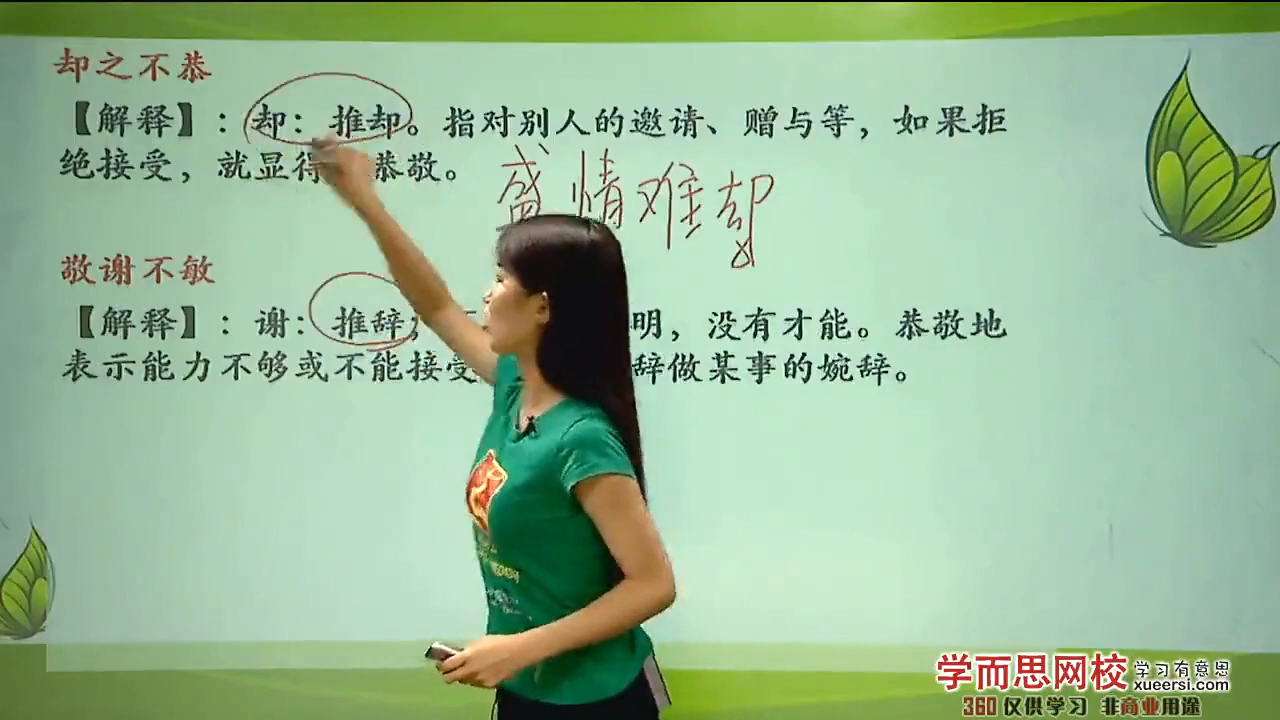 却之不恭
【解释】：却：推却。指对别人的邀请、赠与等，如果拒
绝接受，就显得 恭敬。
盛情难却
敬谢不敏
【解释】：谢：推辞； 明，没有才能。恭敬地
表示能力不够或不能接受 辞做某事的婉辞。
学而思网校 学习有意思
xueersi.com
360 仅供学习 非商业用途